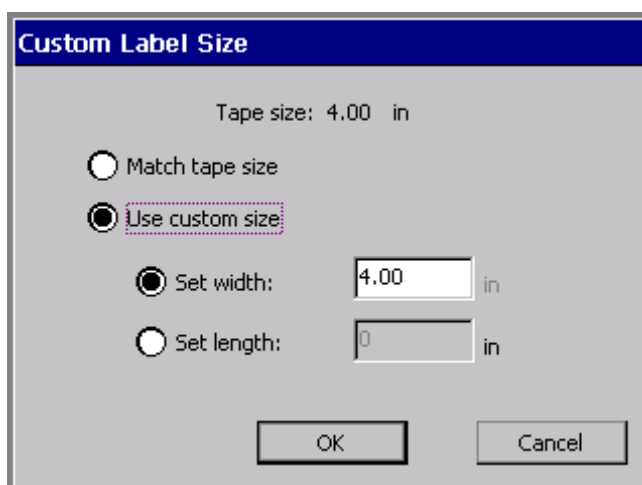 Custom Label Size
Tape size: 4.00 in
Match tape size
Use custom size
Set width: 4.00 in
Set length: 0 in
OK Cancel